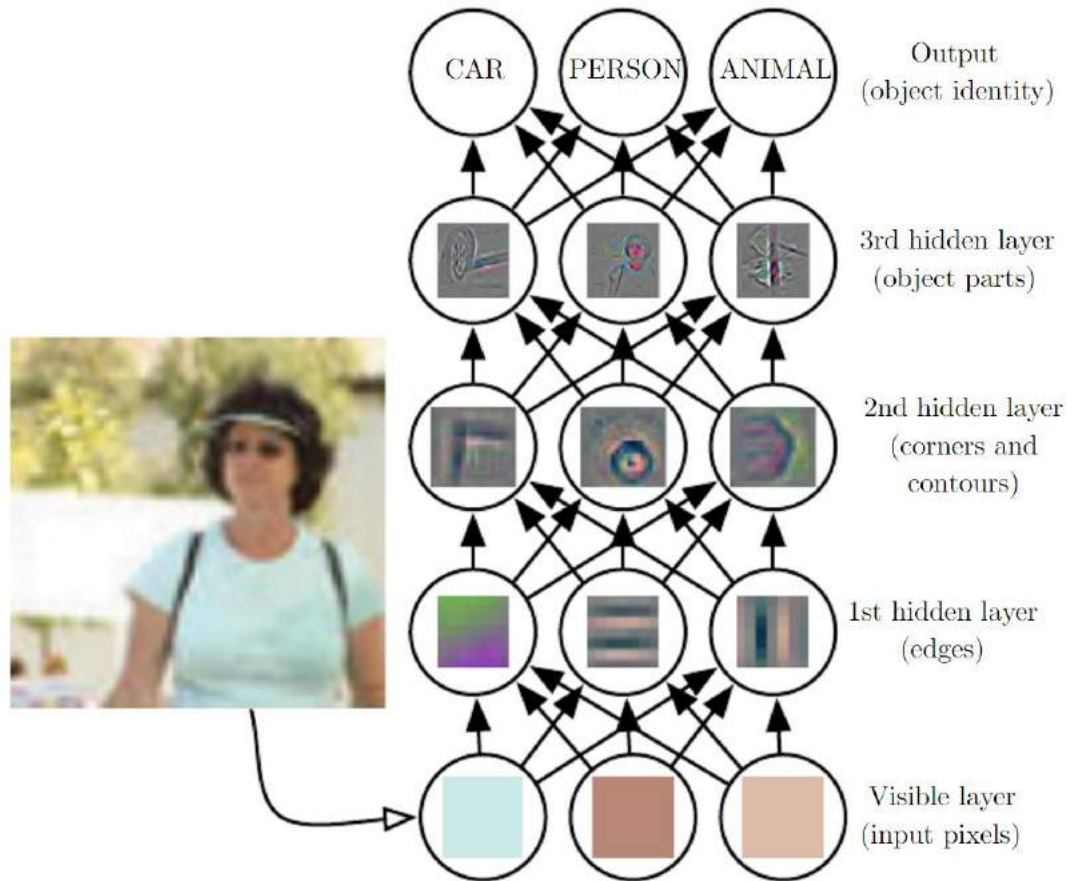 CAR PERSON ANIMAL
Output
(object identity)
3rd hidden layer
(object parts)
2nd hidden layer
(corners and
contours)
1st hidden layer
(edges)
Visible layer
(input pixels)